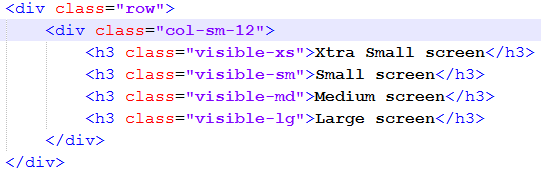 <div class="row">
    <div class="col-sm-12">
        <h3 class="visible-xs">Xtra Small screen</h3>
        <h3 class="visible-sm">Small screen</h3>
        <h3 class="visible-md">Medium screen</h3>
        <h3 class="visible-lg">Large screen</h3>
    </div>
</div>